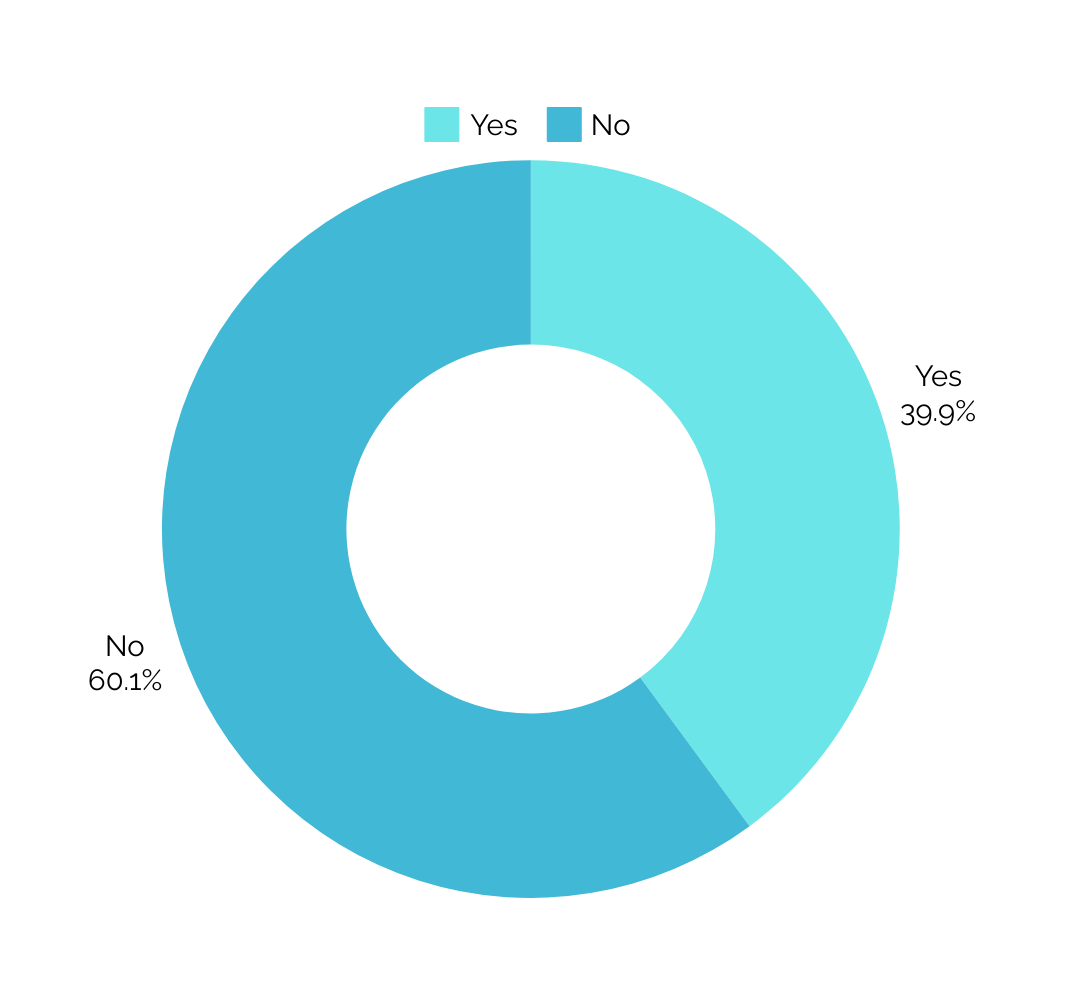 Yes No
Yes
39.9%
No
60.1%